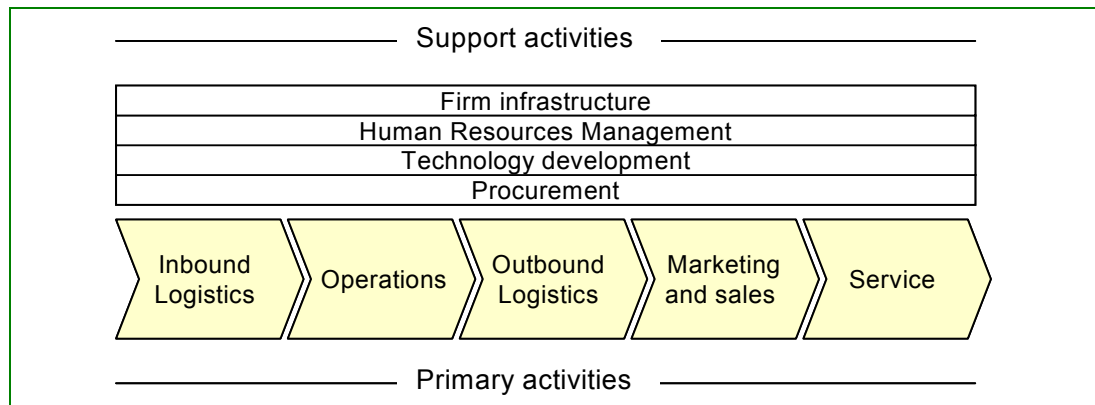 Support activities
Firm infrastructure
Human Resources Management
Technology development
Procurement
Inbound
Logistics
Operations
Outbound
Logistics
Marketing
and sales
Service
Primary activities